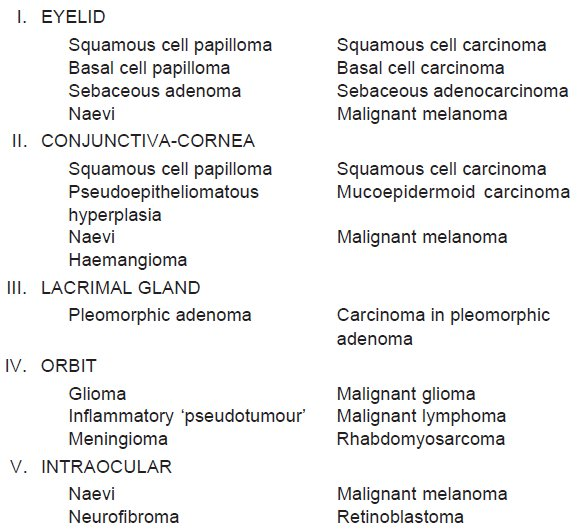 I. EYELID
Squamous cell papilloma Squamous cell carcinoma
Basal cell papilloma Basal cell carcinoma
Sebaceous adenoma Sebaceous adenocarcinoma
Naevi Malignant melanoma
II. CONJUNCTIVA-CORNEA
Squamous cell papilloma Squamous cell carcinoma
Pseudoepitheliomatous Mucoepidermoid carcinoma
hyperplasia
Naevi Malignant melanoma
Haemangioma
III. LACRIMAL GLAND
Pleomorphic adenoma Carcinoma in pleomorphic
adenoma
IV. ORBIT
Glioma Malignant glioma
Inflammatory ‘pseudotumour’ Malignant lymphoma
Meningioma Rhabdomyosarcoma
V. INTRAOCULAR
Naevi Malignant melanoma
Neurofibroma Retinoblastoma